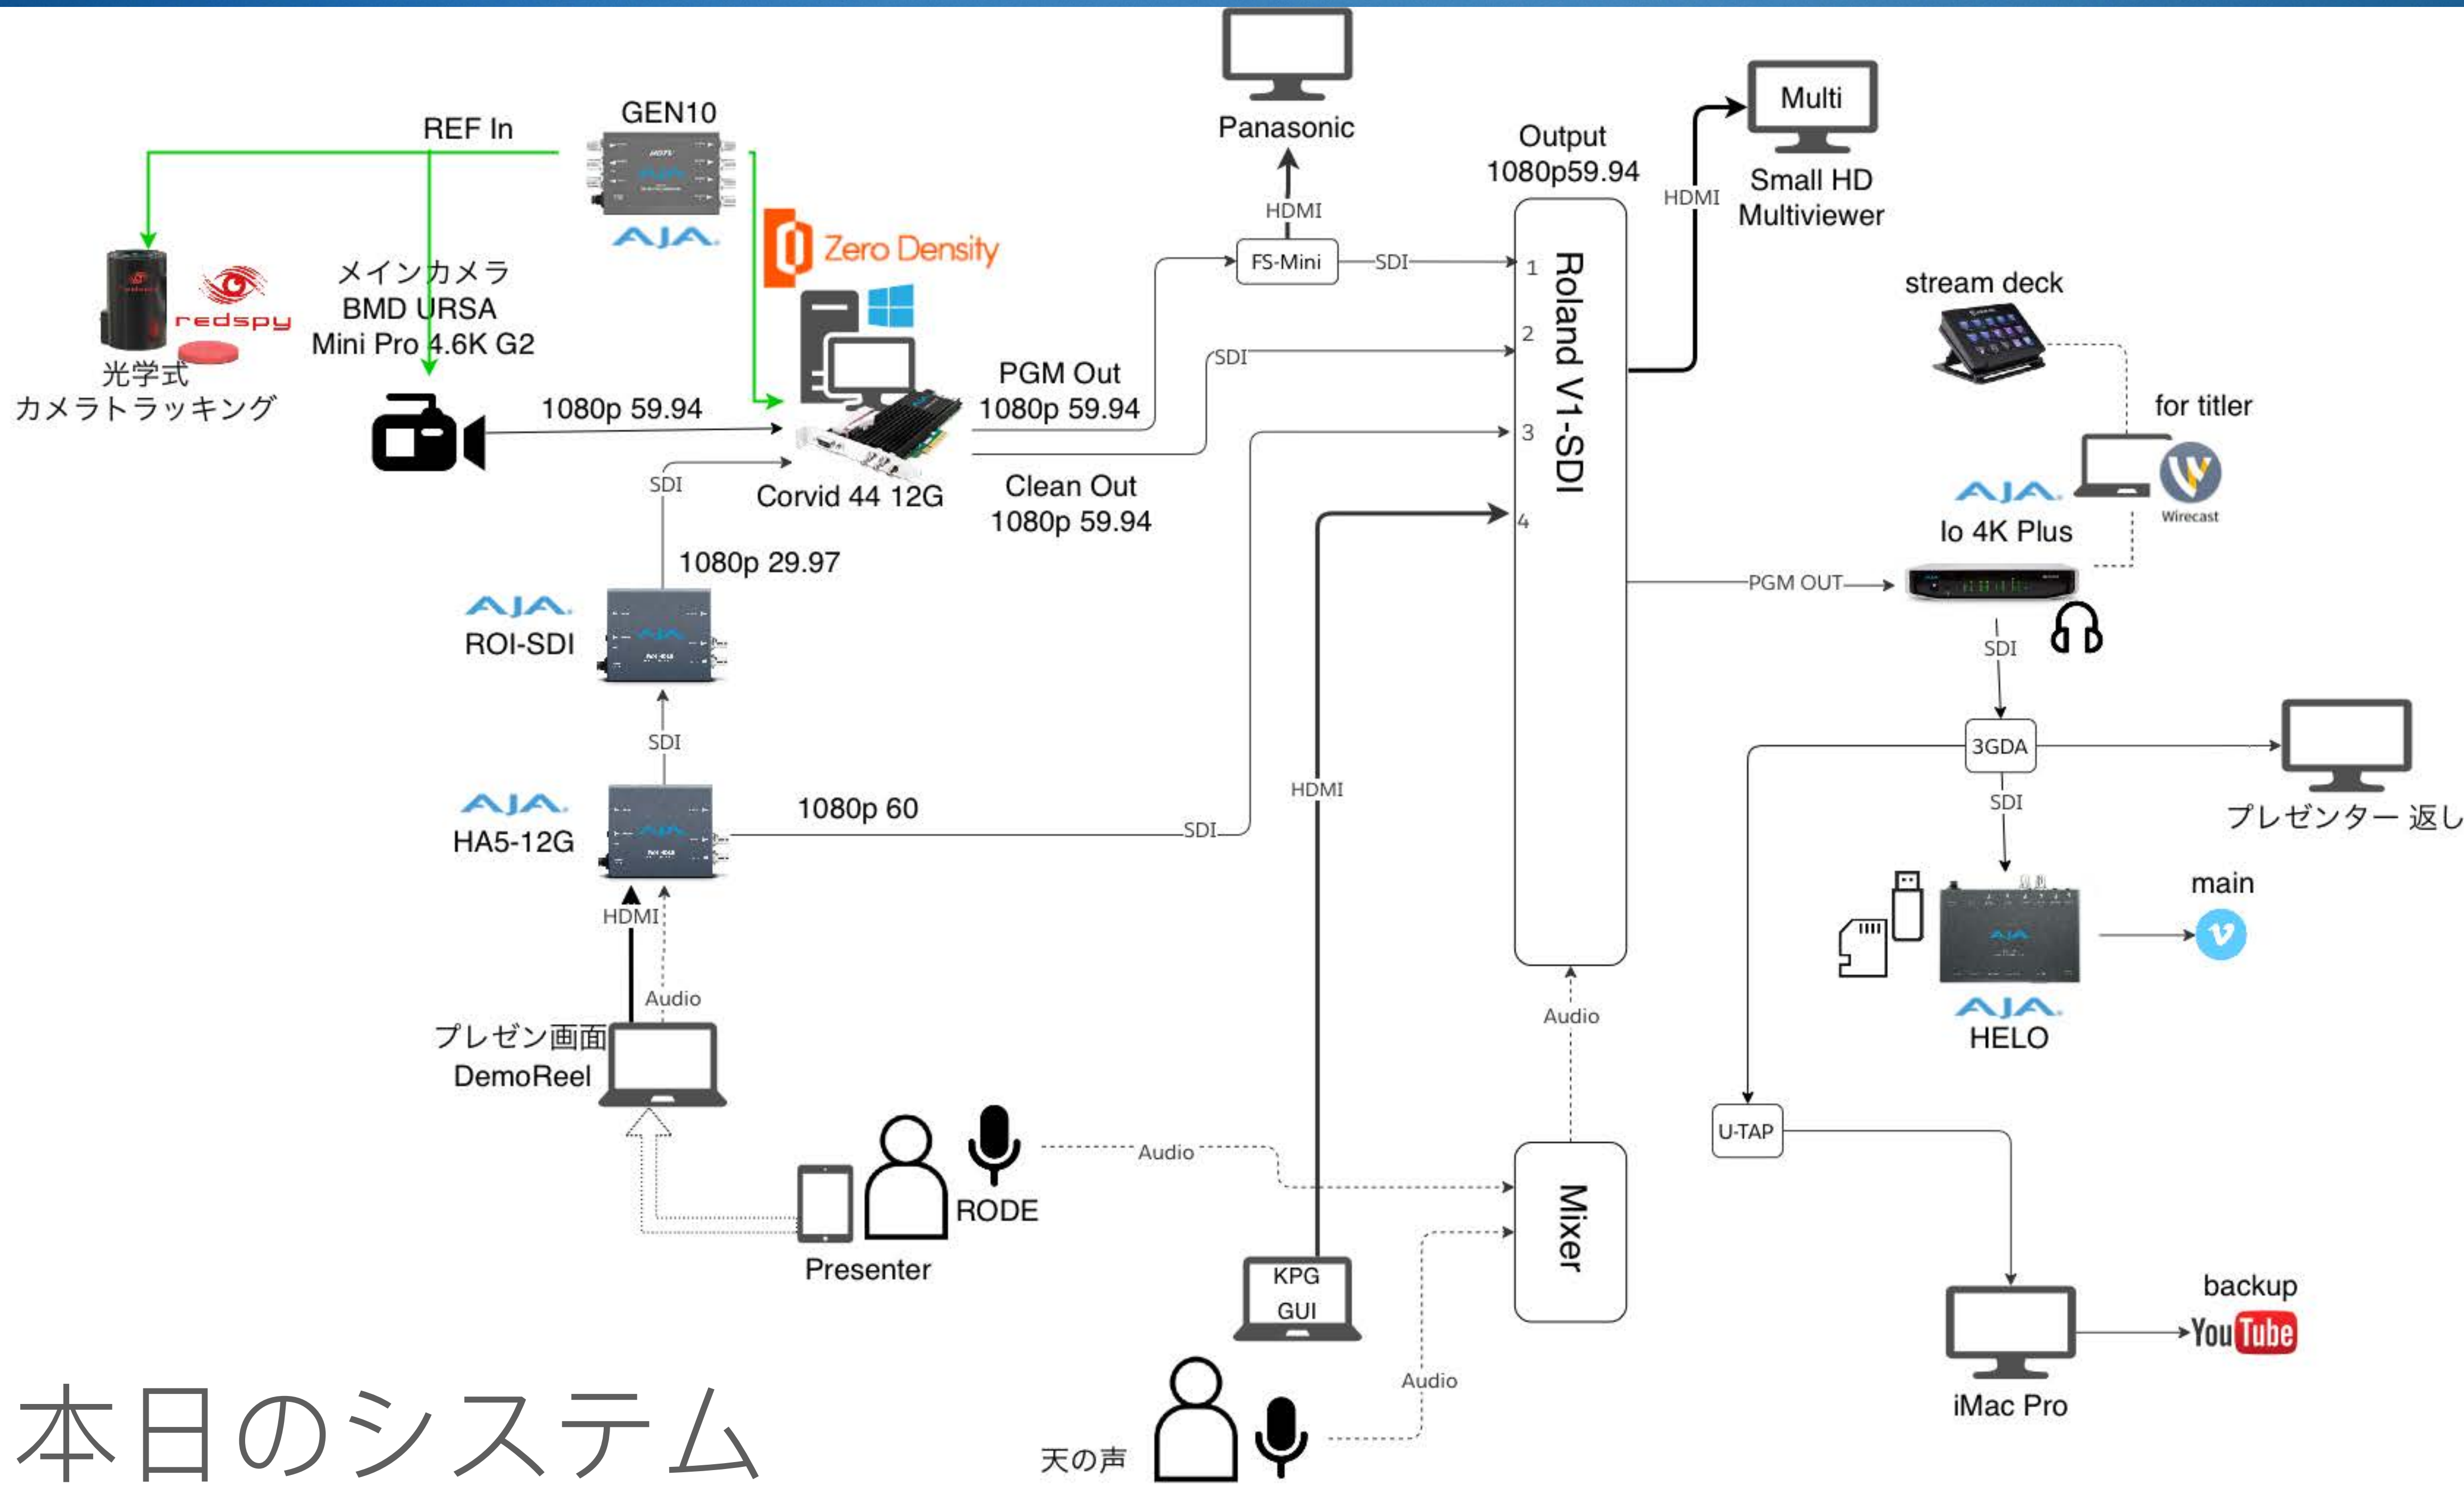 GEN10
REF In
HDTV
AJA
AJA
Zero Density
redspy
光学式
カメラトラッキング
メインカメラ
BMD URSA
Mini Pro 4.6K G2
1080p 59.94
PGM Out
1080p 59.94
Clean Out
1080p 59.94
Corvid 44 12G
SDI
1080p 29.97
AJA
ROI-SDI
AJA
SDI
AJA
HA5-12G
AJA
1080p 60
SDI
HDMI
Audio
プレゼン画面
DemoReel
Presenter
RODE
Audio
Panasonic
HDMI
FS-Mini
SDI
SDI
Output
1080p59.94
1
2
3
4
Roland V1-SDI
HDMI
HDMI
Multi
Small HD
Multiviewer
stream deck
for titler
Wirecast
AJA
Io 4K Plus
PGM OUT
SDI
3GDA
SDI
プレゼンター 返し
main
AJA
AJA
HELO
Audio
Mixer
KPG
GUI
Audio
天の声
U-TAP
iMac Pro
backup
YouTube
本日のシステム